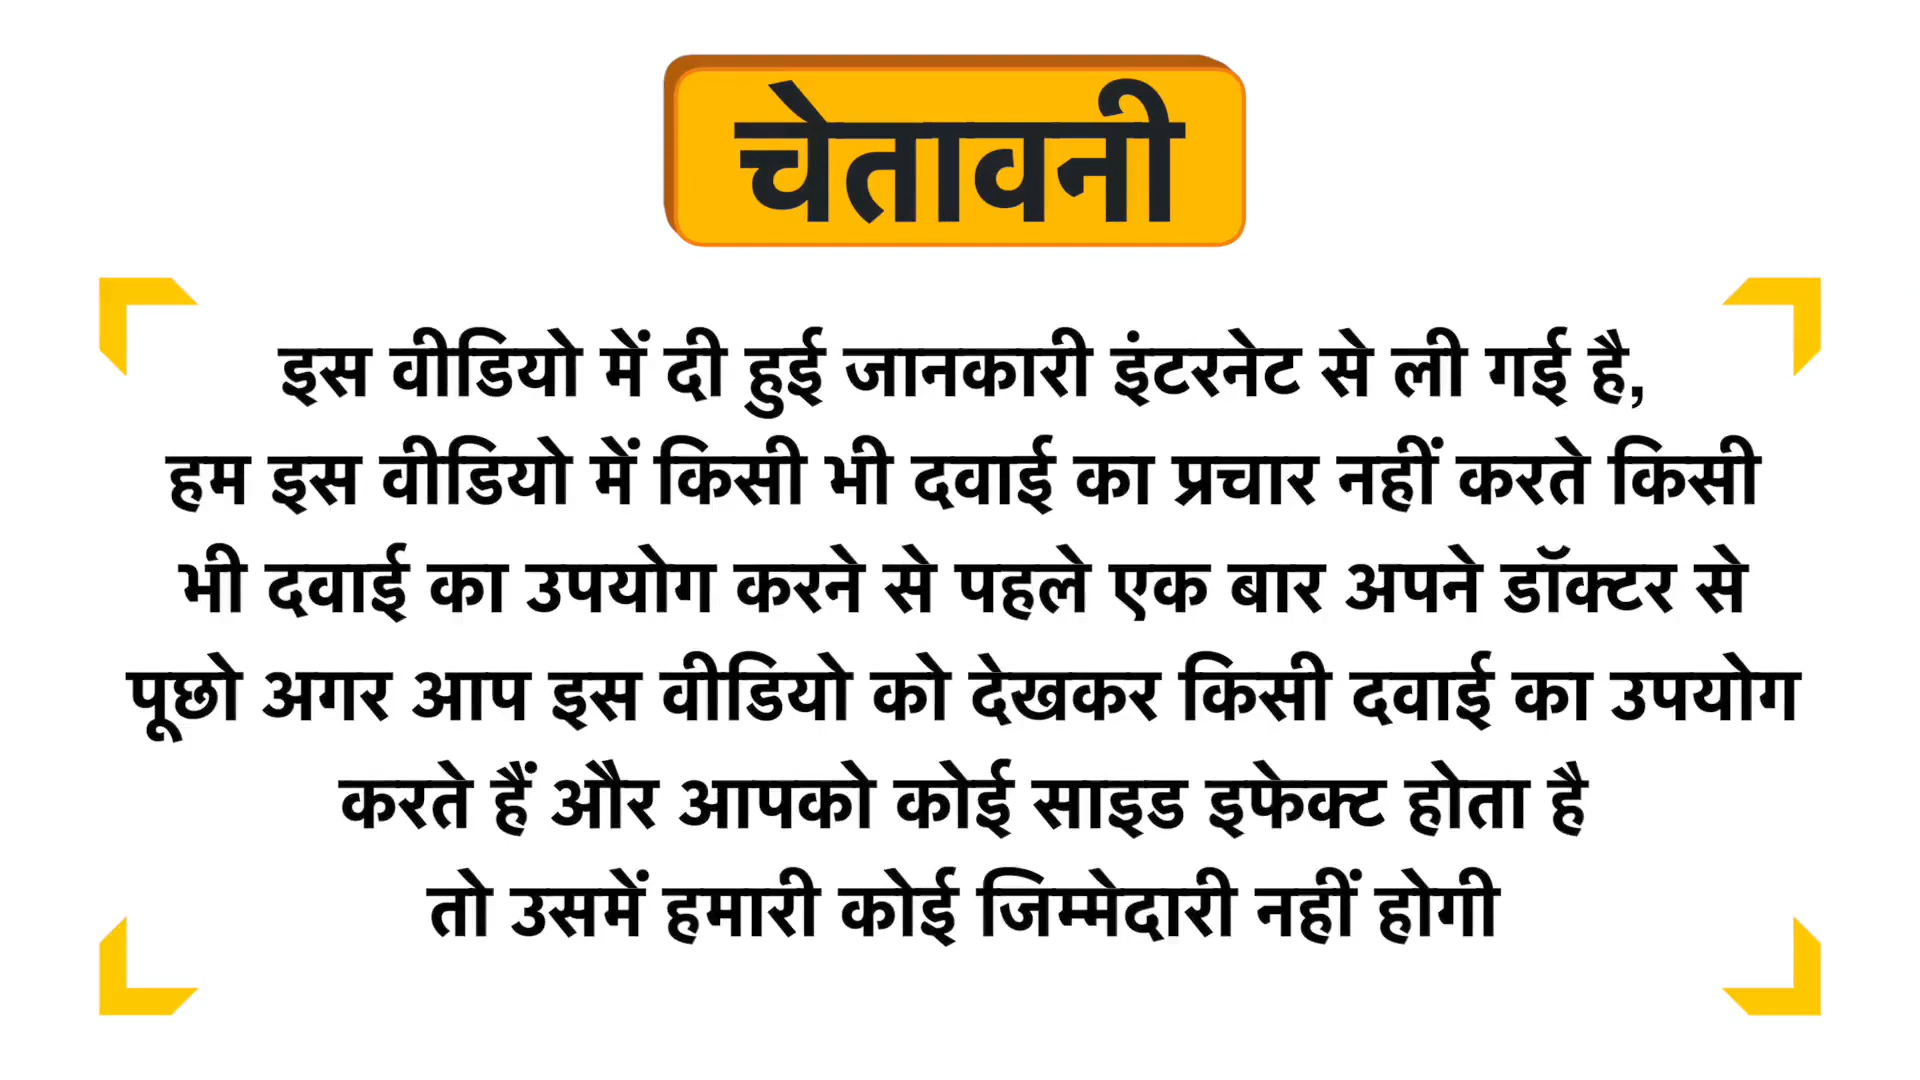 चेतावनी
इस वीडियो में दी हुई जानकारी इंटरनेट से ली गई है,
हम इस वीडियो में किसी भी दवाई का प्रचार नहीं करते किसी
भी दवाई का उपयोग करने से पहले एक बार अपने डॉक्टर से
पूछो अगर आप इस वीडियो को देखकर किसी दवाई का उपयोग
करते हैं और आपको कोई साइड इफेक्ट होता है
तो उसमें हमारी कोई जिम्मेदारी नहीं होगी